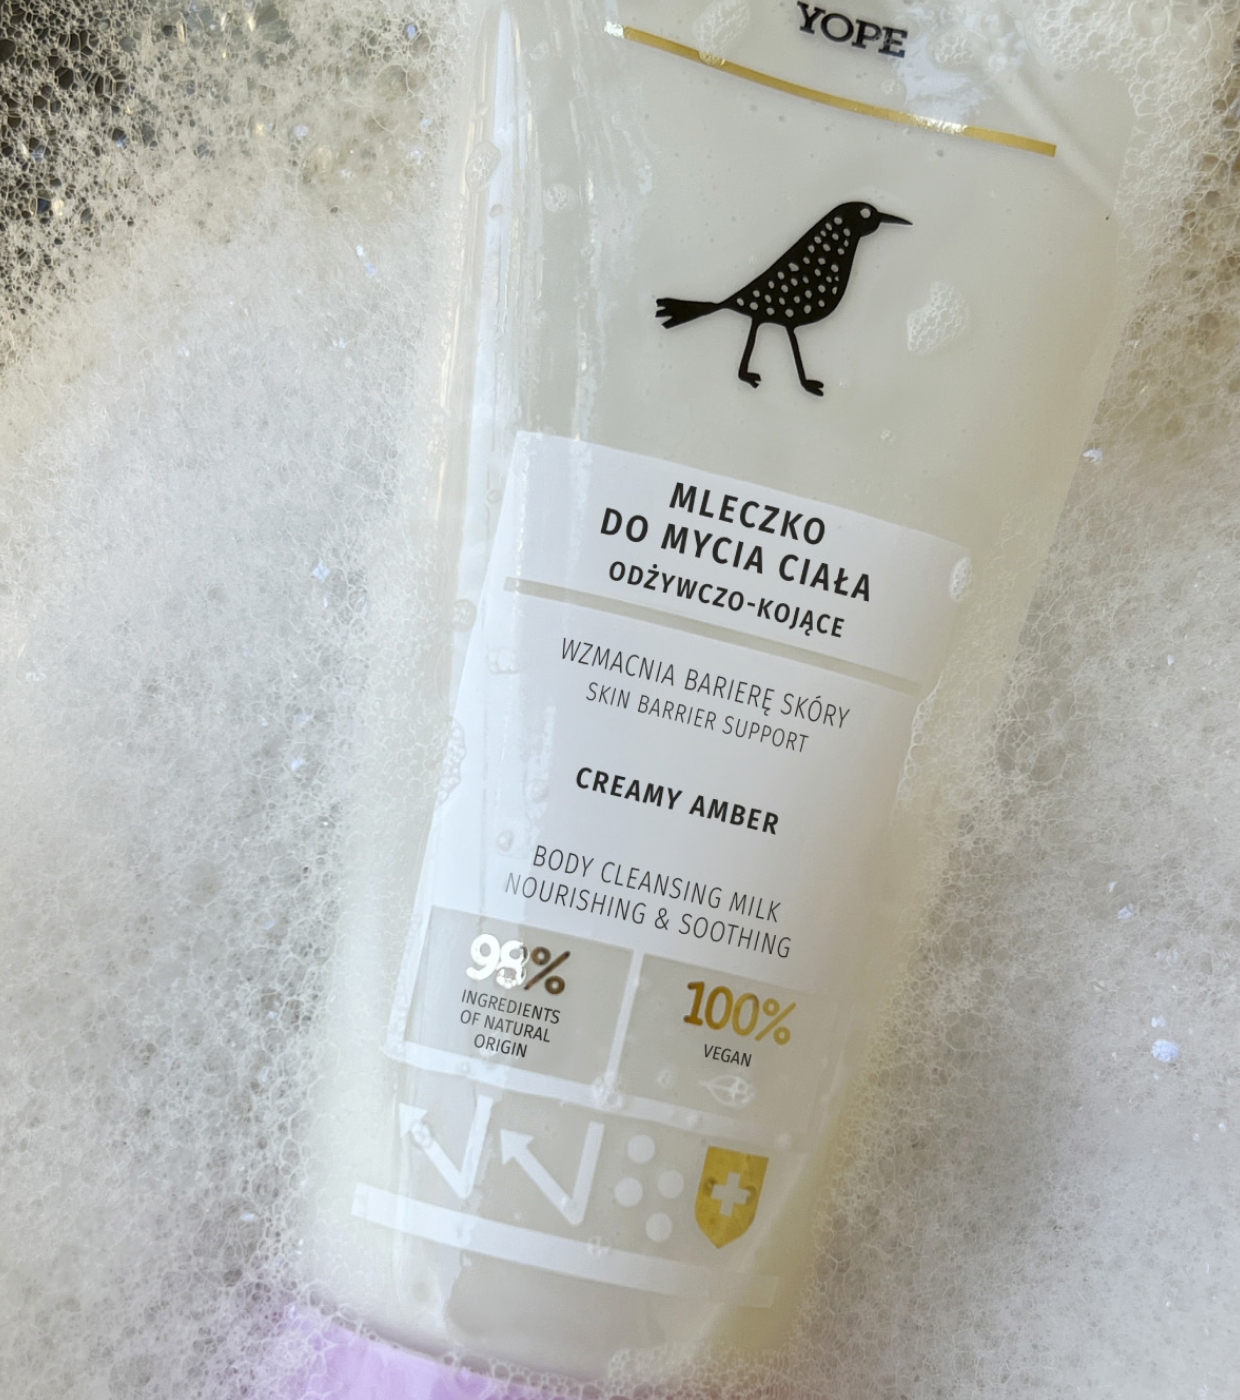 YOPE
MLECZKO
DO MYCIA CIAŁA
ODŻYWCZO-KOJĄCE
WZMACNIA BARIERĘ SKÓRY
SKIN BARRIER SUPPORT
CREAMY AMBER
BODY CLEANSING MILK
NOURISHING & SOOTHING
98%
INGREDIENTS
OF NATURAL
ORIGIN
100%
VEGAN